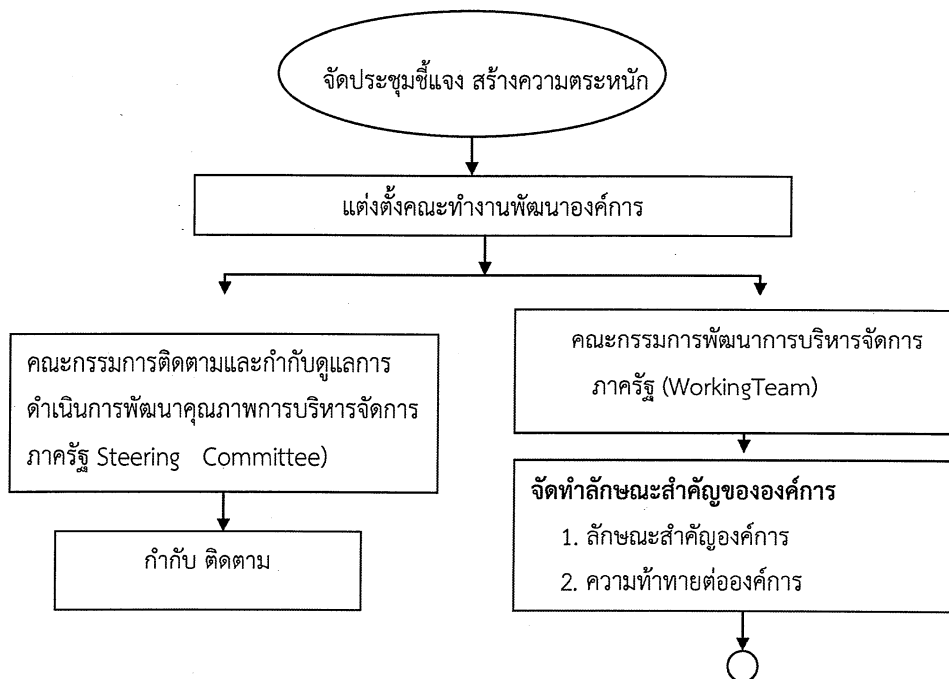 จัดประชุมชี้แจง สร้างความตระหนัก
แต่งตั้งคณะทำงานพัฒนาองค์การ
คณะกรรมการติดตามและกำกับดูแลการ
ดำเนินการพัฒนาคุณภาพการบริหารจัดการ
ภาครัฐ Steering Committee)
กำกับ ติดตาม
คณะกรรมการพัฒนาการบริหารจัดการ
ภาครัฐ (WorkingTeam)
จัดทำลักษณะสำคัญขององค์การ
1. ลักษณะสำคัญองค์การ
2. ความท้าทายต่อองค์การ